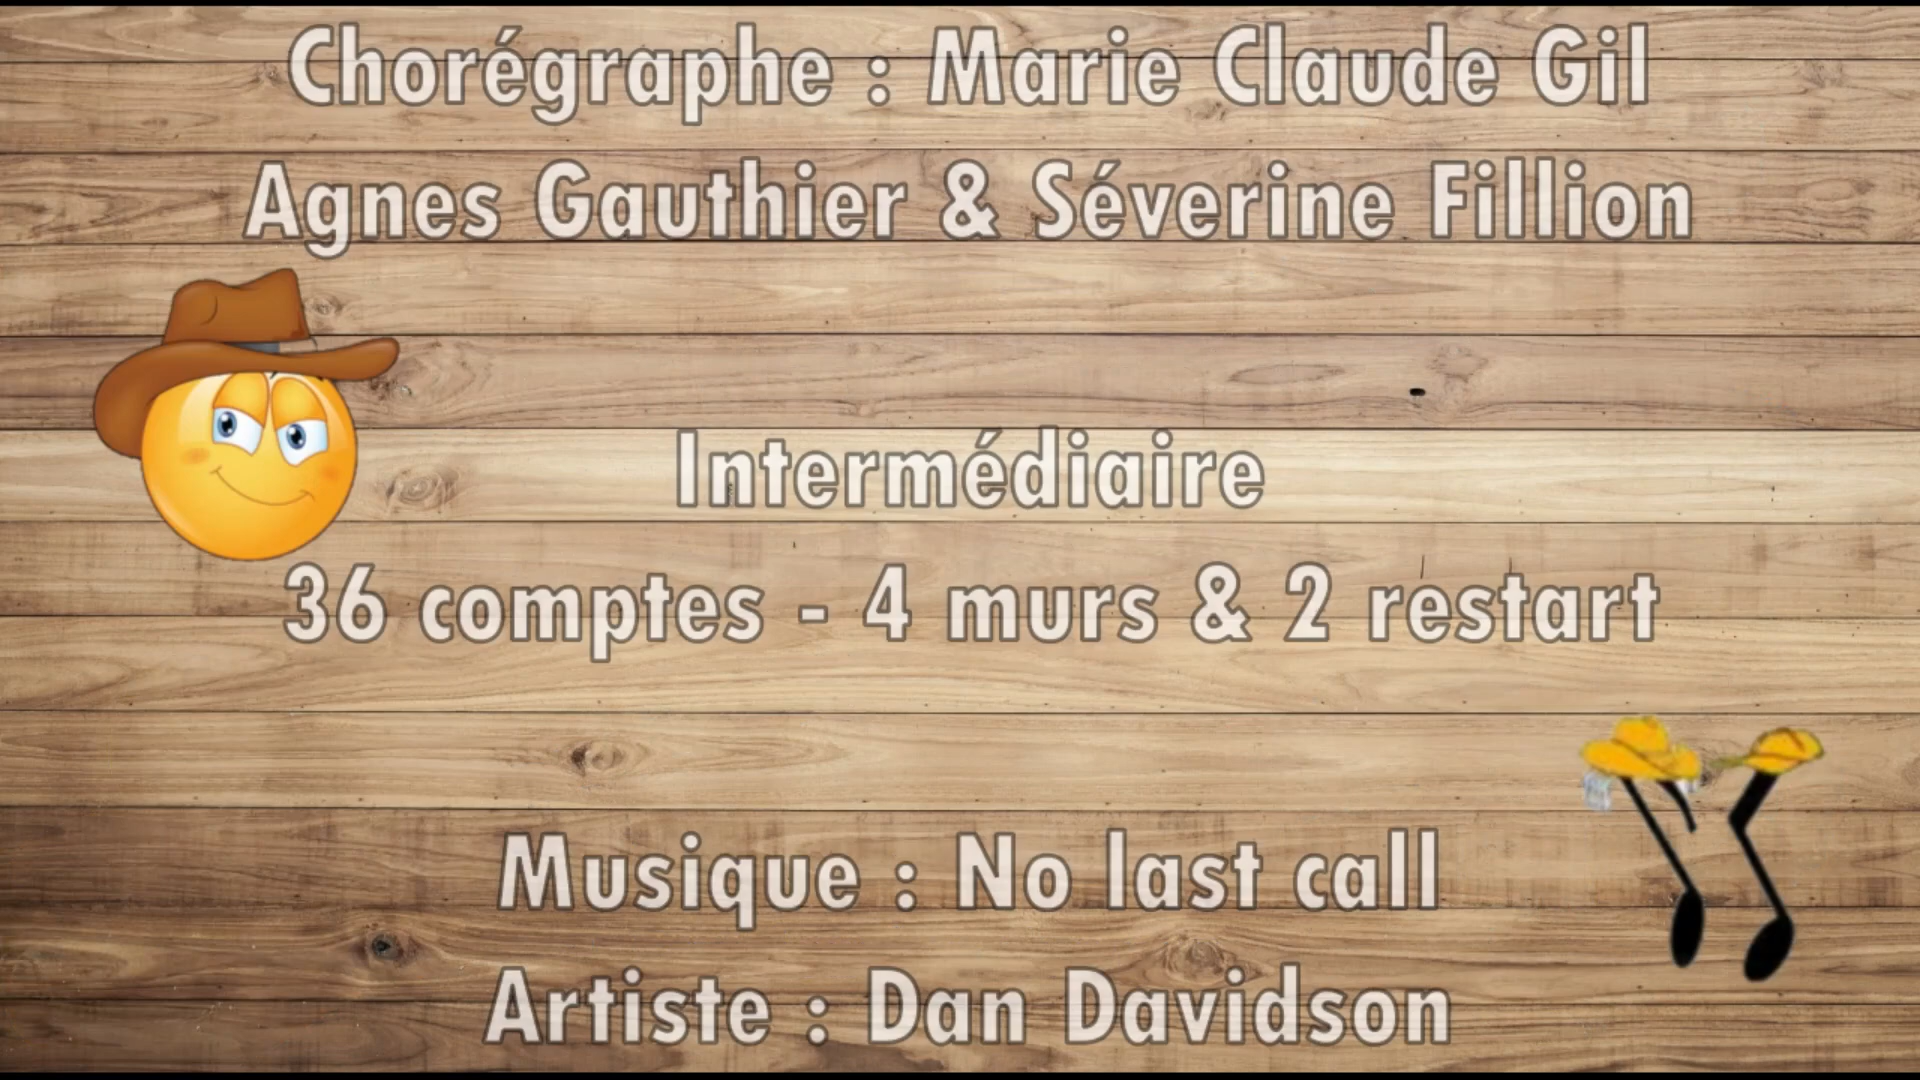 Chorégraphe : Marie Claude Gil
Agnes Gauthier & Séverine Fillion
Intermédiaire
36 comptes - 4 murs & 2 restart
Musique : No last call
Artiste : Dan Davidson